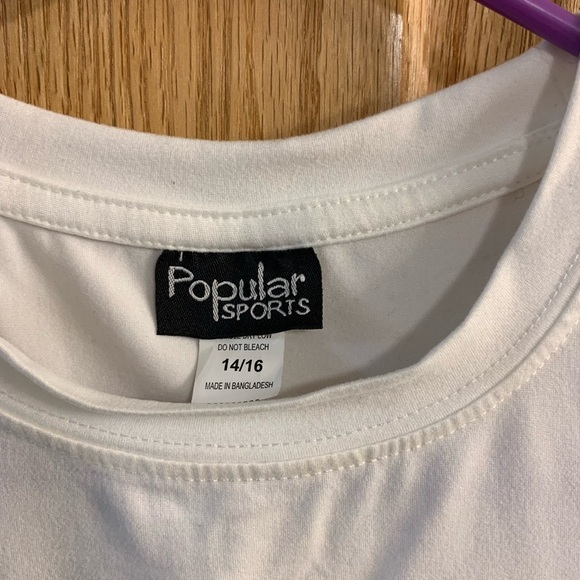 Popular
SPORTS
DO NOT BLEACH
14/16
MADE IN BANGLADESH